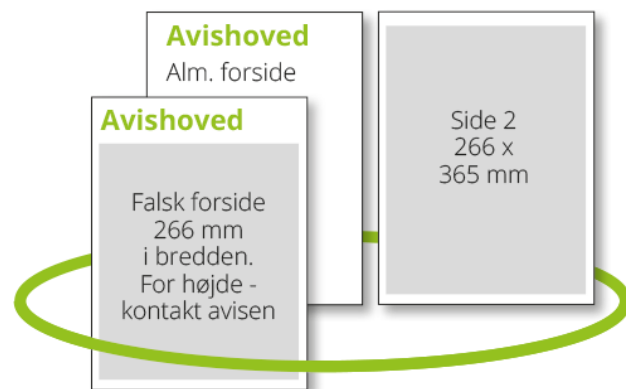 Avishoved
Alm. forside
Avishoved
Falsk forside
266 mm
i bredden.
For højde -
kontakt avisen
Side 2
266 x
365 mm